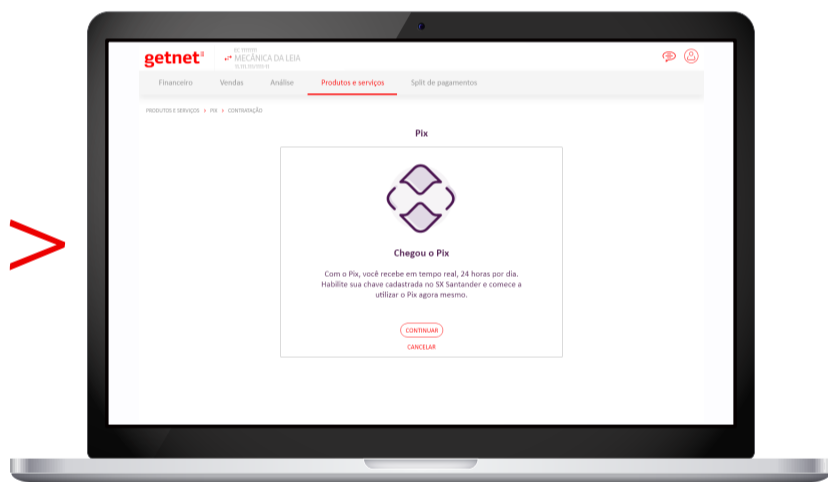 getnet
EC TITISTA
MECÂNICA DA LEIA
Financeiro Vendas Análise Produtos e serviços Split de pagamentos
PRODUTOS E SERVIÇOS > PIX > CONTRATAÇÃO
Pix
Chegou o Pix
Com o Pix, você recebe em tempo real, 24 horas por dia.
Habilite sua chave cadastrada no SX Santander e comece a
utilizar o Pix agora mesmo.
CONTINUAR
CANCELAR